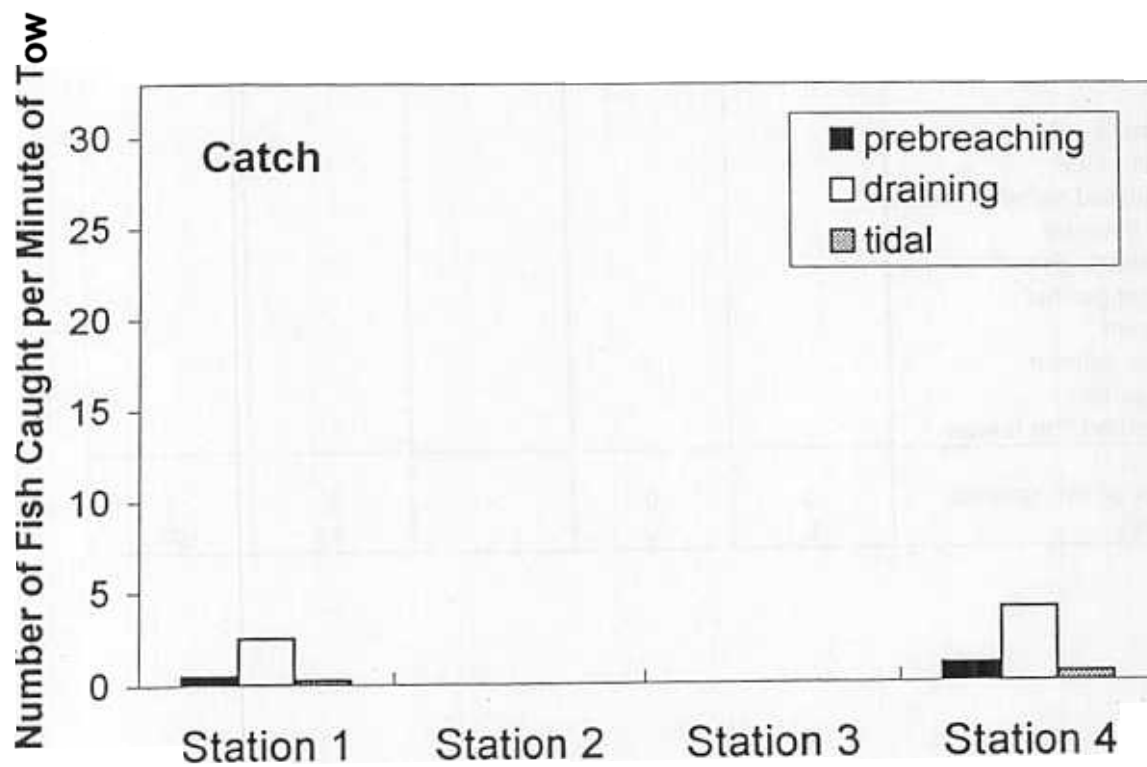 Number of Fish Caught per Minute of Tow
Catch
prebreaching
draining
tidal
30
25
20
15
10
5
0
Station 1
Station 2
Station 3
Station 4